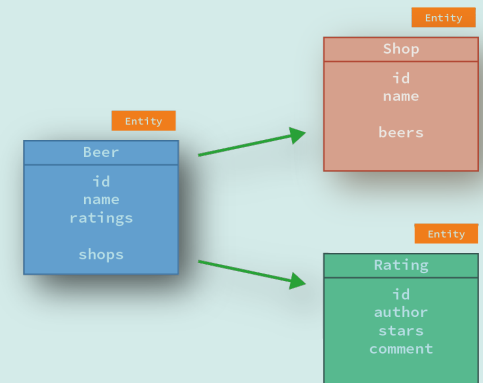 Entity
Shop
id
name
beers
Entity
Beer
id
name
ratings
shops
Entity
Rating
id
author
stars
comment